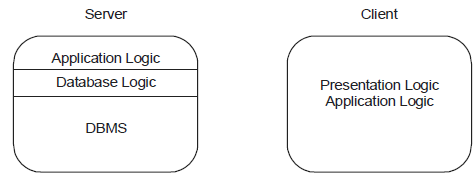 Server
Application Logic
Database Logic
DBMS
Client
Presentation Logic
Application Logic